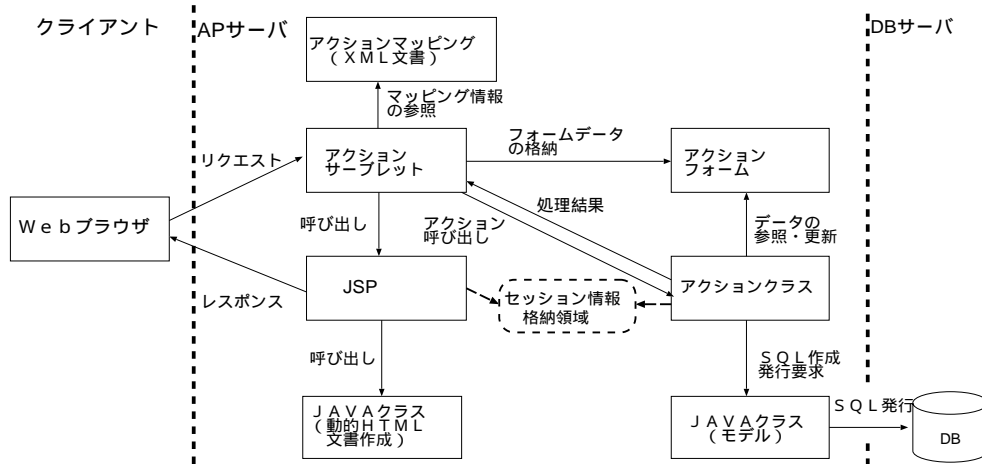 クライアント
APサーバ
DBサーバ
アクションマッピング
(ＸＭＬ文書)
マッピング情報
の参照
リクエスト
アクション
サーブレット
フォームデータ
の格納
アクション
フォーム
Ｗｅｂブラウザ
呼び出し
アクション
呼び出し
処理結果
データの
参照・更新
レスポンス
JSP
セッション情報
格納領域
アクションクラス
呼び出し
ＳＱＬ作成
発行要求
ＪＡＶＡクラス
(動的ＨＴＭＬ
文書作成)
ＪＡＶＡクラス
(モデル)
ＳＱＬ発行
DB